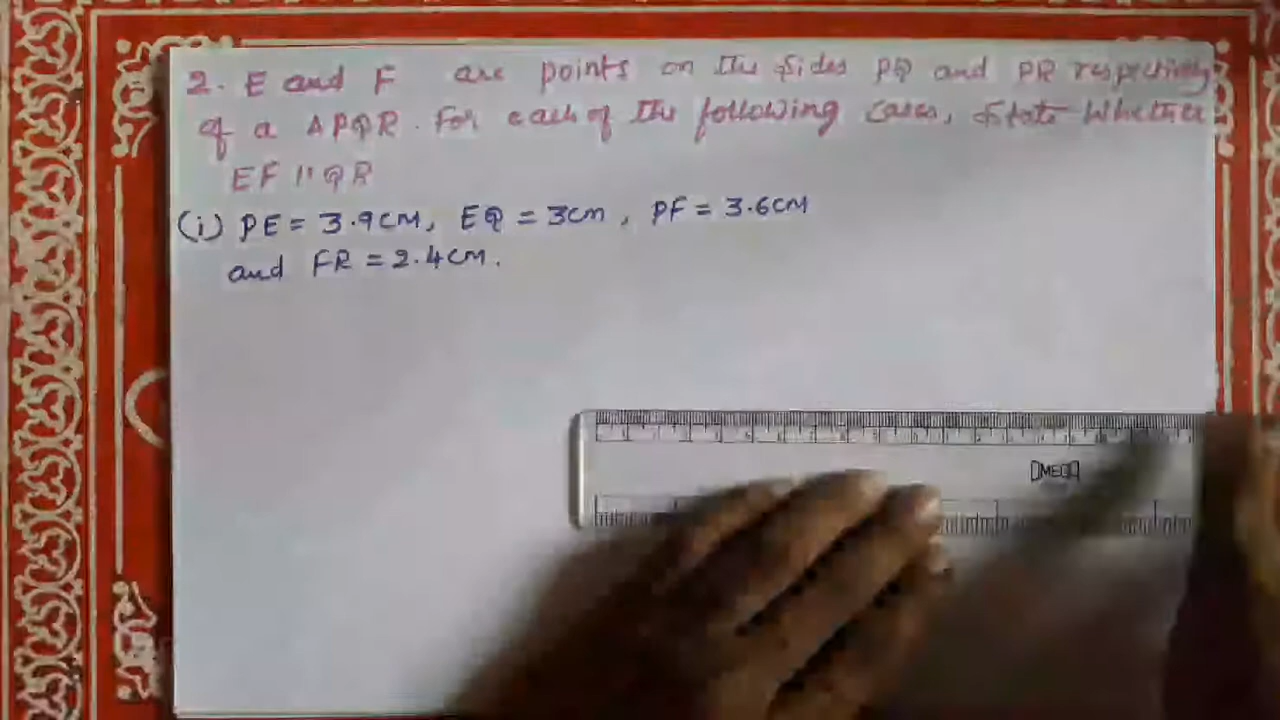 2. E and F are points on the sides PQ and PR respectively
of a Δ PQR. For each of the following cases, state whether
EF || QR
(i) PE = 3.9CM, EQ = 3cm, PF = 3.6CM
and FR = 2.4CM.
OMEGA